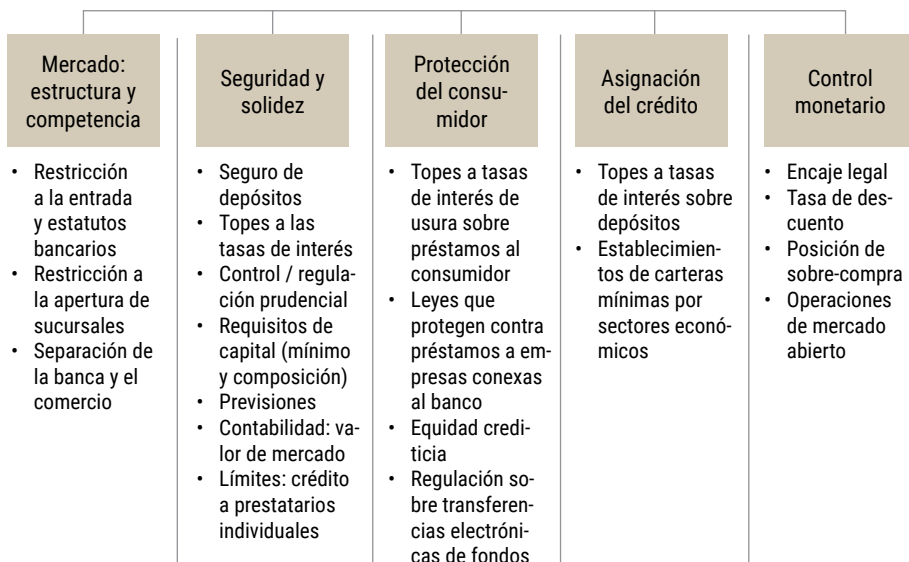 Mercado:
estructura y
competencia
• Restricción
a la entrada
y estatutos
bancarios
• Restricción a
la apertura de
sucursales
• Separación de
la banca y el
comercio
Seguridad y
solidez
• Seguro de
depósitos
• Topes a las
tasas de interés
• Control / regula-
ción prudencial
• Requisitos de
capital (mínimo
y composición)
• Previsiones
• Contabilidad: va-
lor de mercado
• Límites: crédito
a prestatarios
individuales
Protección
del consu-
midor
• Topes a tasas
de interés de
usura sobre
préstamos al
consumidor
• Leyes que
protegen contra
préstamos a em-
presas conexas
al banco
• Equidad credi-
ticia
• Regulación so-
bre transferen-
cias electróni-
cas de fondos
Asignación
del crédito
• Topes a tasas
de interés sobre
depósitos
• Establecimien-
tos de carteras
mínimas por
sectores econó-
micos
Control
monetario
• Encaje legal
• Tasa de des-
cuento
• Posición de
sobre-compra
• Operaciones
de mercado
abierto